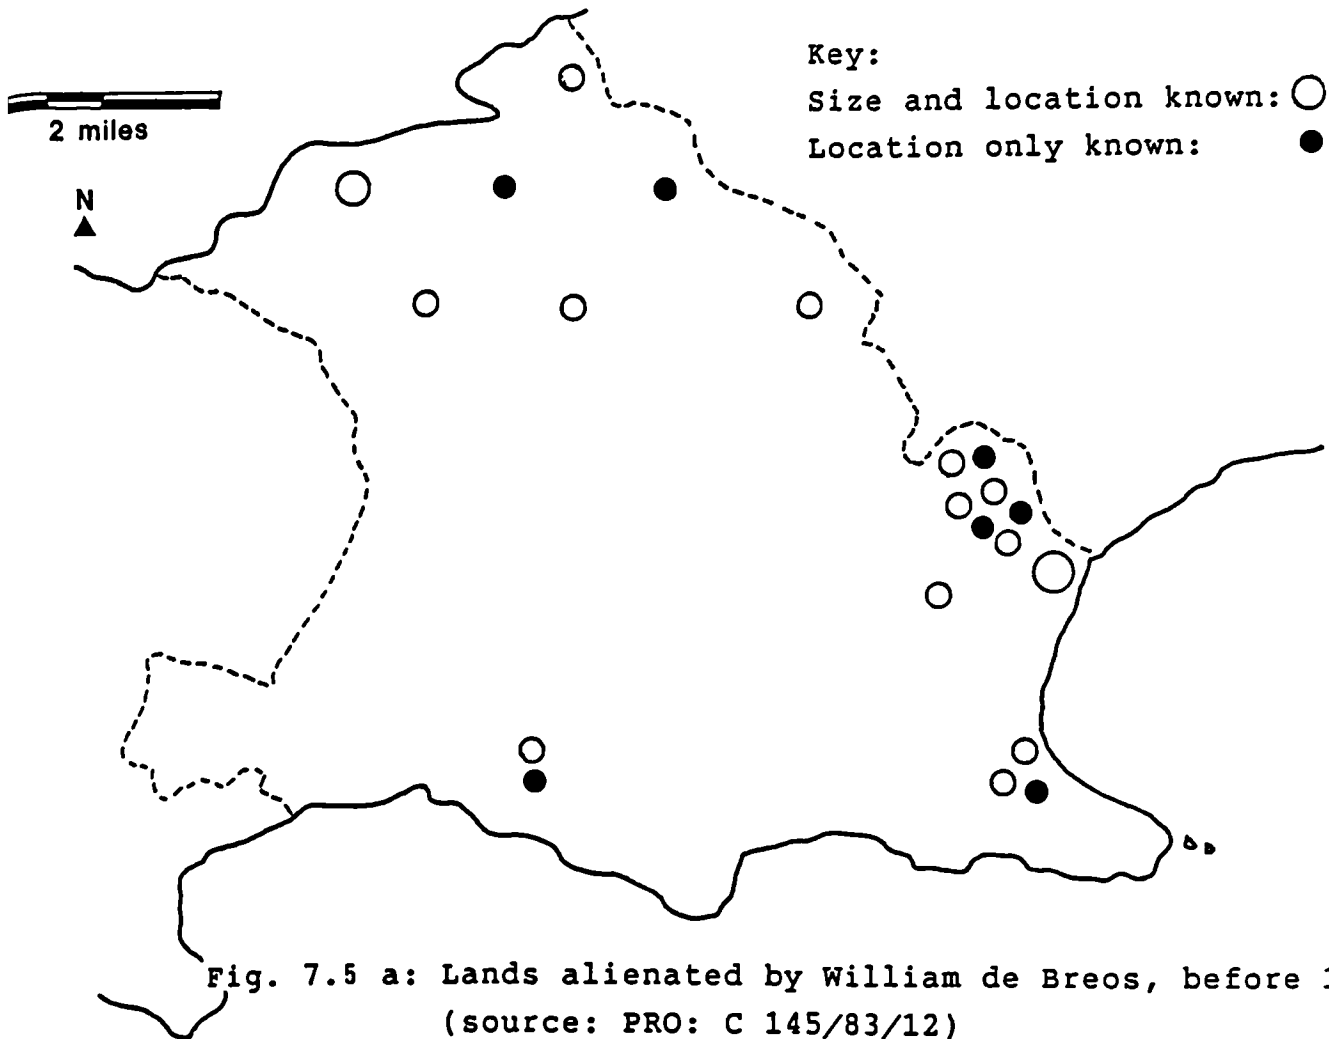 Key:
Size and location known:
Location only known:
2 miles
N
Fig. 7.5 a: Lands alienated by William de Breos, before
(source: PRO: C 145/83/12)